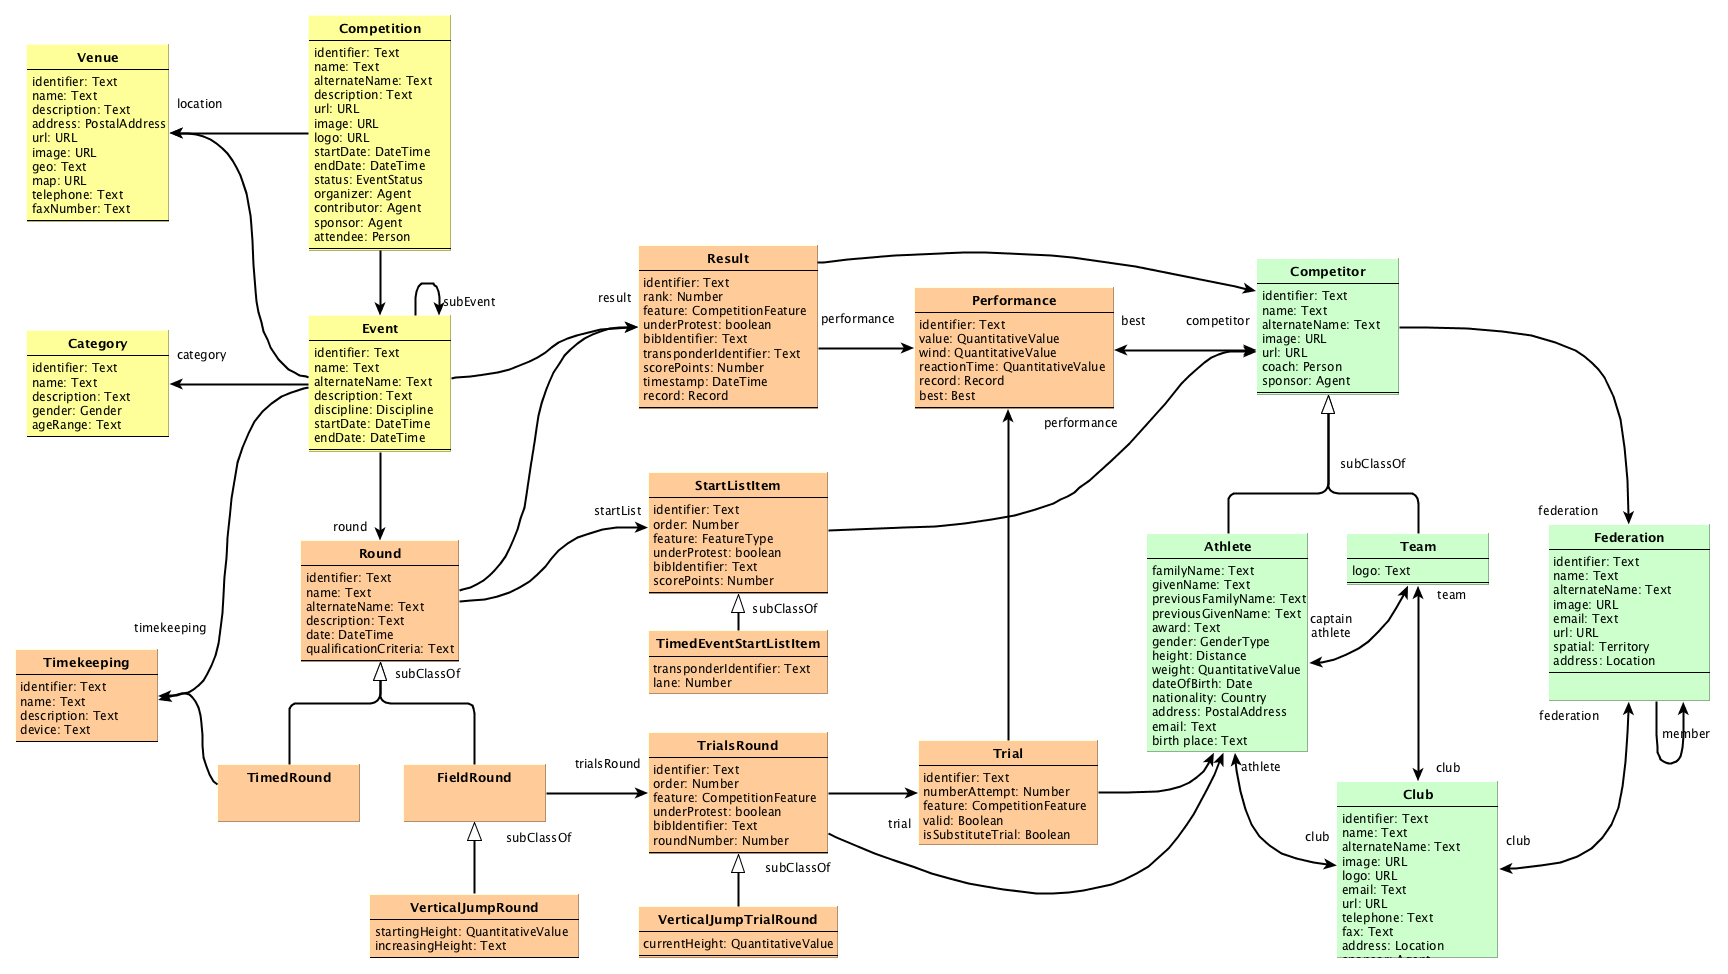 Venue
identifier: Text
name: Text
description: Text
address: PostalAddress
url: URL
image: URL
geo: Text
map: URL
telephone: Text
faxNumber: Text
location
Competition
identifier: Text
name: Text
alternateName: Text
description: Text
url: URL
image: URL
logo: URL
startDate: DateTime
endDate: DateTime
status: EventStatus
organizer: Agent
contributor: Agent
sponsor: Agent
attendee: Person
Category
identifier: Text
name: Text
description: Text
gender: Gender
ageRange: Text
category
subEvent
Event
identifier: Text
name: Text
alternateName: Text
description: Text
discipline: Discipline
startDate: DateTime
endDate: DateTime
result
Result
identifier: Text
rank: Number
feature: CompetitionFeature
underProtest: boolean
bibIdentifier: Text
transponderIdentifier: Text
scorePoints: Number
timestamp: DateTime
record: Record
performance
Performance
identifier: Text
value: QuantitativeValue
wind: QuantitativeValue
reactionTime: QuantitativeValue
record: Record
best: Best
best
competitor
performance
Competitor
identifier: Text
name: Text
alternateName: Text
image: URL
url: URL
coach: Person
sponsor: Agent
subClassOf
round
startList
StartListItem
identifier: Text
order: Number
feature: FeatureType
underProtest: boolean
bibIdentifier: Text
scorePoints: Number
subClassOf
TimedEventStartListItem
transponderIdentifier: Text
lane: Number
Round
identifier: Text
name: Text
alternateName: Text
description: Text
date: DateTime
qualificationCriteria: Text
subClassOf
timekeeping
Timekeeping
identifier: Text
name: Text
description: Text
device: Text
TimedRound
FieldRound
subClassOf
VerticalJumpRound
startingHeight: QuantitativeValue
increasingHeight: Text
trialsRound
TrialsRound
identifier: Text
order: Number
feature: CompetitionFeature
underProtest: boolean
bibIdentifier: Text
roundNumber: Number
subClassOf
VerticalJumpTrialRound
currentHeight: QuantitativeValue
trial
Trial
identifier: Text
numberAttempt: Number
feature: CompetitionFeature
valid: Boolean
isSubstituteTrial: Boolean
Athlete
familyName: Text
givenName: Text
previousFamilyName: Text
previousGivenName: Text
award: Text
gender: GenderType
height: Distance
weight: QuantitativeValue
dateOfBirth: Date
nationality: Country
address: PostalAddress
email: Text
birth place: Text
athlete
captain
athlete
Team
logo: Text
team
club
club
club
Club
identifier: Text
name: Text
alternateName: Text
image: URL
logo: URL
email: Text
url: URL
telephone: Text
fax: Text
address: Location
federation
Federation
identifier: Text
name: Text
alternateName: Text
image: URL
email: Text
url: URL
spatial: Territory
address: Location
federation
member